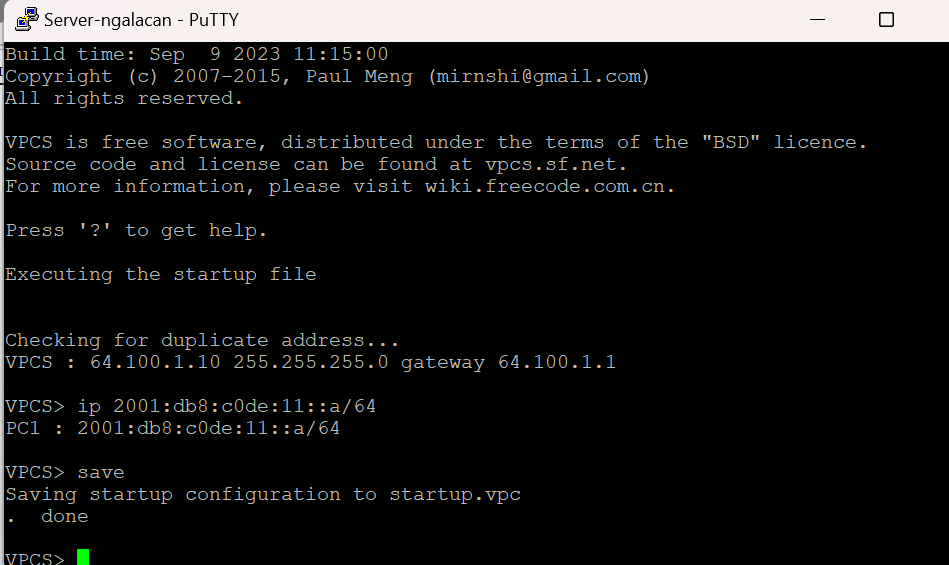 Server-ngalacan - PuTTY
Build time: Sep  9 2023 11:15:00
Copyright (c) 2007-2015, Paul Meng (mirnshi@gmail.com)
All rights reserved.
VPCS is free software, distributed under the terms of the "BSD" licence.
Source code and license can be found at vpcs.sf.net.
For more information, please visit wiki.freecode.com.cn.
Press '?' to get help.
Executing the startup file
Checking for duplicate address...
VPCS : 64.100.1.10 255.255.255.0 gateway 64.100.1.1
VPCS> ip 2001:db8:c0de:11::a/64
PC1 : 2001:db8:c0de:11::a/64
VPCS> save
Saving startup configuration to startup.vpc
.  done
VPCS>